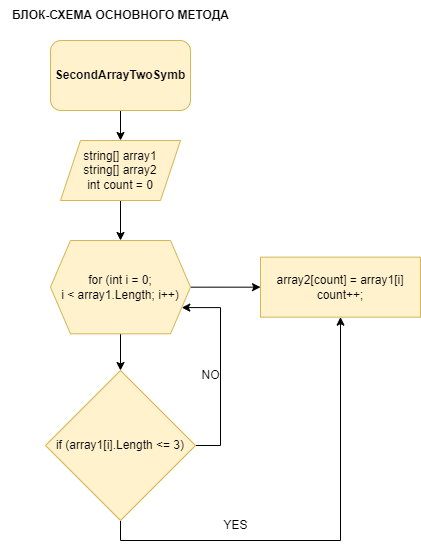 БЛОК-СХЕМА ОСНОВНОГО МЕТОДА
SecondArrayTwoSymb
string[] array1
string[] array2
int count = 0
for (int i = 0;
i < array1.Length; i++)
array2[count] = array1[i]
count++;
NO
if (array1[i].Length <= 3)
YES